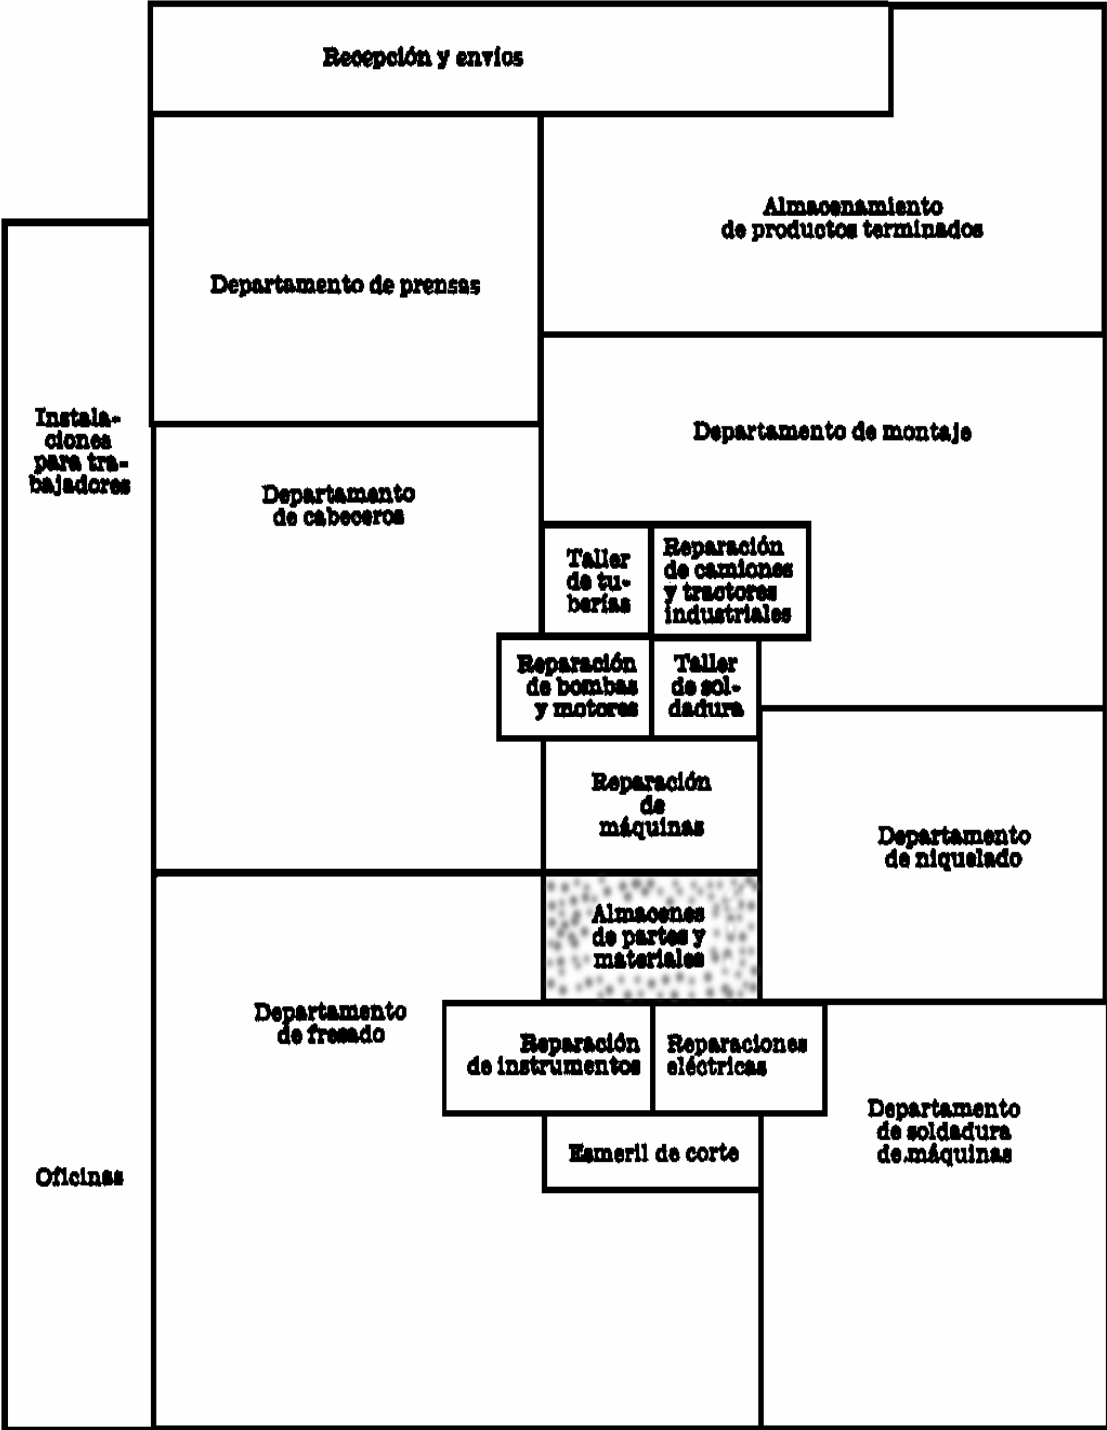 Recepción y envíos
Almacenamiento
de productos terminados
Departamento de prensas
Instala-
ciones
para tra-
bajadores
Departamento de montaje
Departamento
de cabeceros
Taller
de tu-
berías
Reparación
de camiones
y tractores
industriales
Reparación
de bombas
y motores
Taller
de sol-
dadura
Reparación
de
máquinas
Departamento
de niquelado
Almacenes
de partes y
materiales
Departamento
de fresado
Reparación
de instrumentos
Reparaciones
eléctricas
Departamento
de soldadura
de máquinas
Esmeril de corte
Oficinas